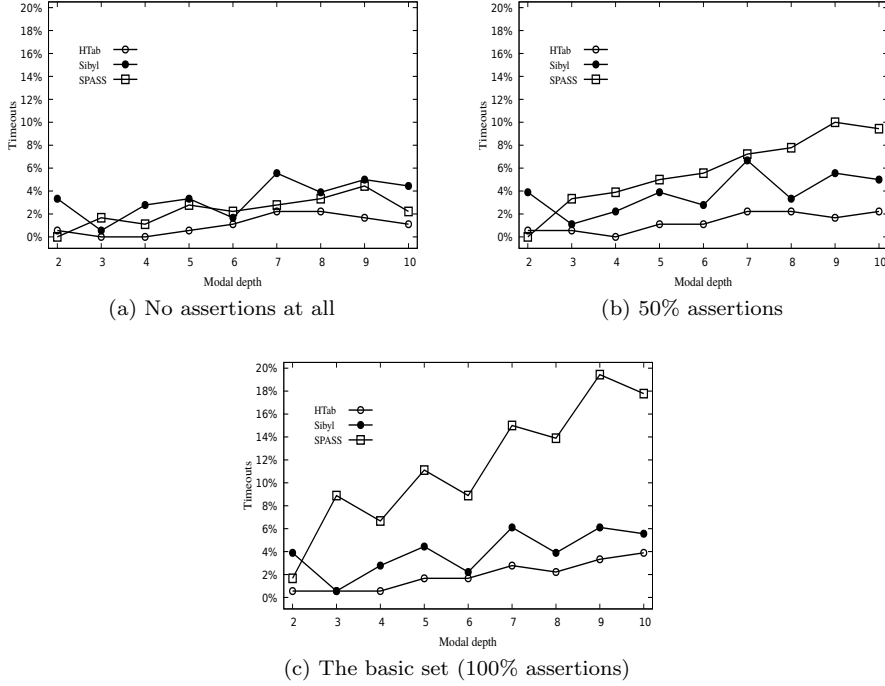 20%
18%
16%
14%
12%
10%
8%
6%
4%
2%
0%
Timeouts
HTab
Sibyl
SPASS
2 3 4 5 6 7 8 9 10
Modal depth
(a) No assertions at all
20%
18%
16%
14%
12%
10%
8%
6%
4%
2%
0%
Timeouts
HTab
Sibyl
SPASS
2 3 4 5 6 7 8 9 10
Modal depth
(b) 50% assertions
20%
18%
16%
14%
12%
10%
8%
6%
4%
2%
0%
Timeouts
HTab
Sibyl
SPASS
2 3 4 5 6 7 8 9 10
Modal depth
(c) The basic set (100% assertions)